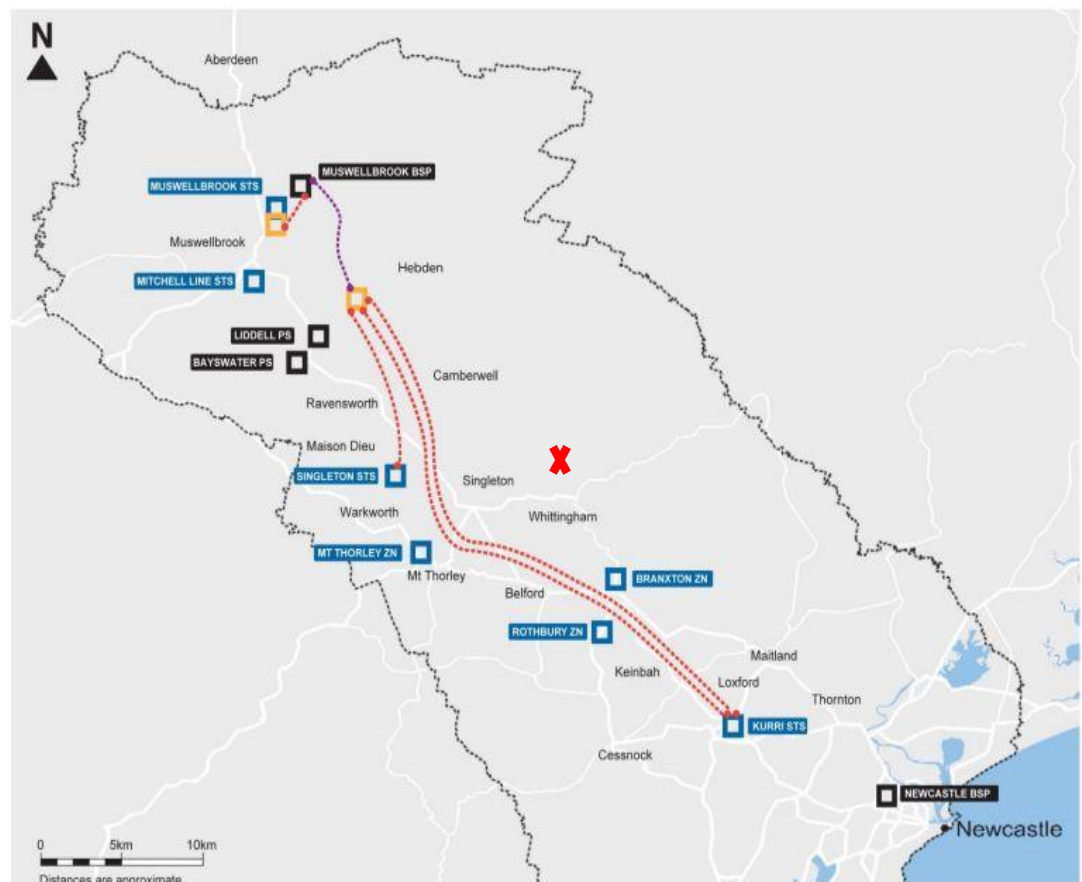 N
Aberdeen
MUSWELLBROOK BSP
MUSWELLBROOK STS
Muswellbrook
Hebden
MITCHELL LINE STS
LIDDELL PS
BAYSWATER PS
Camberwell
Ravensworth
Maison Dieu
SINGLETON STS
Singleton
Warkworth
Whittingham
MT THORLEY ZN
Mt Thorley
BRANXTON ZN
Belford
ROTHBURY ZN
Maitland
Keinbah
Loxford
Thornton
KURRI STS
Cessnock
NEWCASTLE BSP
Newcastle
0 5km 10km
Distances are approximate